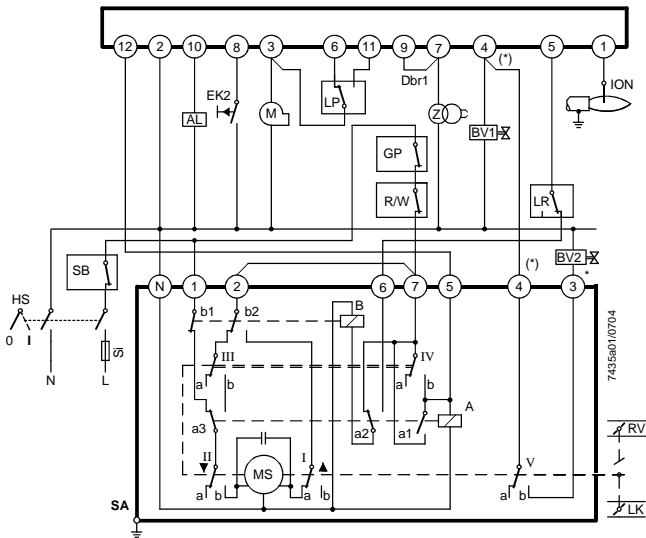 12 2 10 8 3 6 11 9 7 4 (*) 5 1
Dbr1
EK2
LP
ION
AL
M
Z
BV1
GP
R/W
LR
SB
BV2
HS
N 1 2 6 7 5 4 (*) 3 *
0 I
Si
N L
b1 b2 B
III IV
a b a b
A
a3 a2 a1
II I V
MS
a b a b a b
SA
RV
LK
7435a01/0704